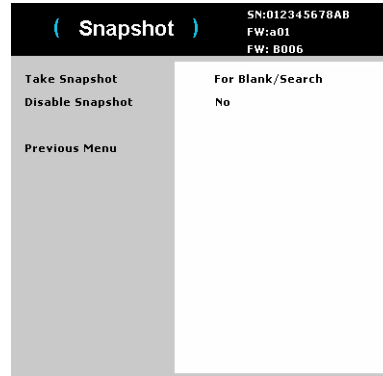 ( Snapshot )
SN:012345678AB
FW:a01
FW: B006
Take Snapshot For Blank/Search
Disable Snapshot No
Previous Menu